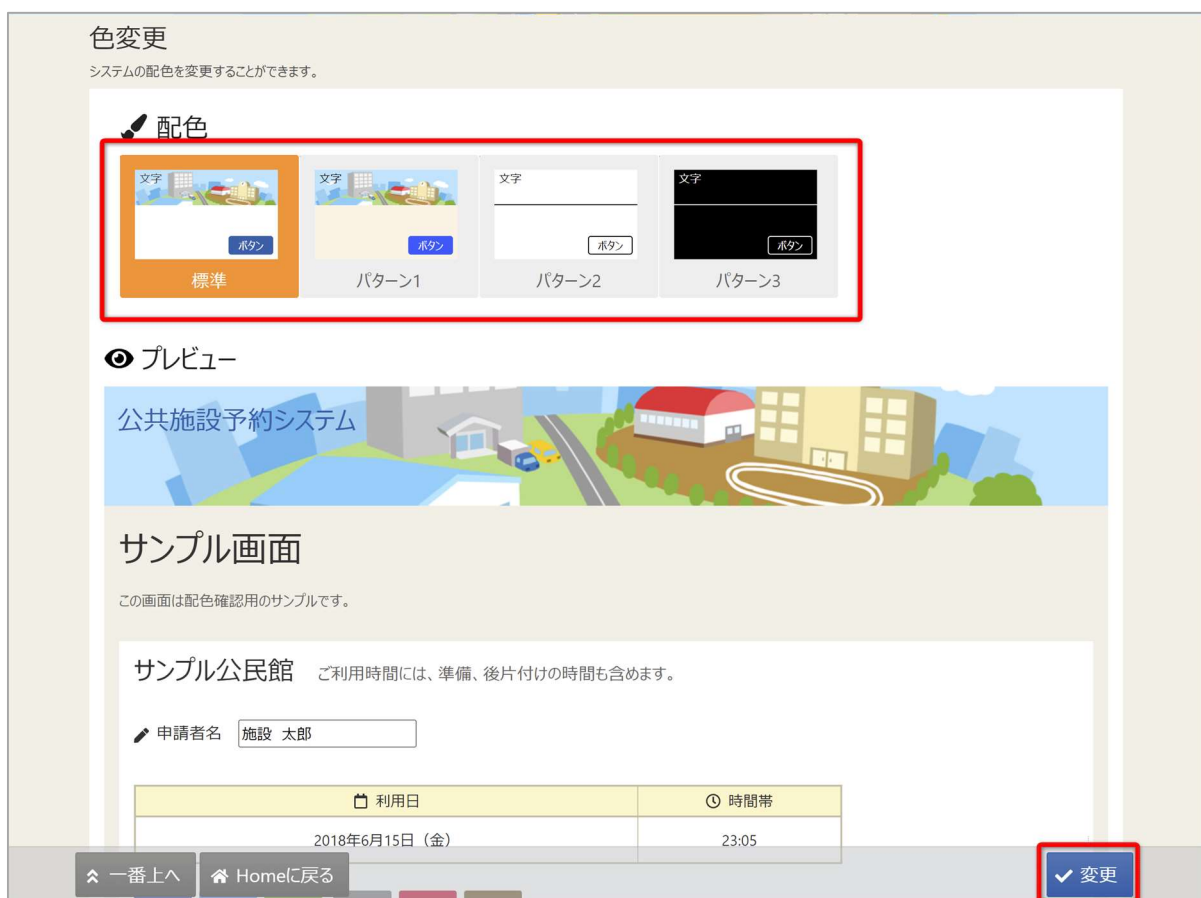 色変更
システムの配色を変更することができます。
配色
文字
ボタン
標準
文字
ボタン
パターン1
文字
ボタン
パターン2
文字
ボタン
パターン3
プレビュー
公共施設予約システム
サンプル画面
この画面は配色確認用のサンプルです。
サンプル公民館 ご利用時間には、準備、後片付けの時間も含めます。
申請者名 施設 太郎
利用日 時間帯
2018年6月15日（金） 23:05
一番上へ Homeに戻る 変更